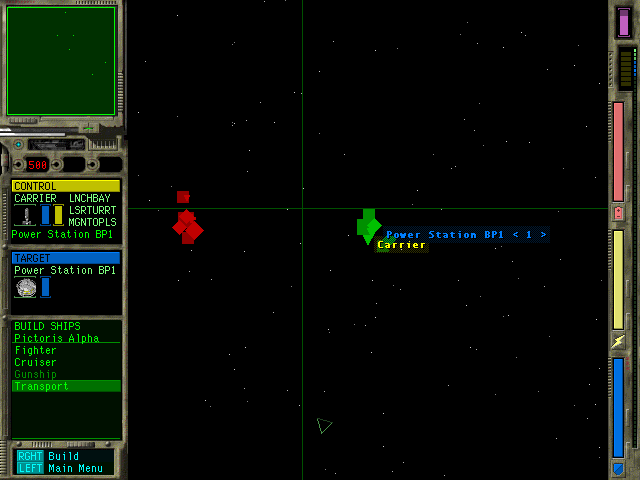 500
CONTROL
CARRIER LNCHBAY
LSRTURRT
MGNTOPLS
Power Station BP1
TARGET
Power Station BP1
BUILD SHIPS
Pictoris Alpha
Fighter
Cruiser
Gunship
Transport
RGHT Build
LEFT Main Menu
Power Station BP1 < 1 >
Carrier